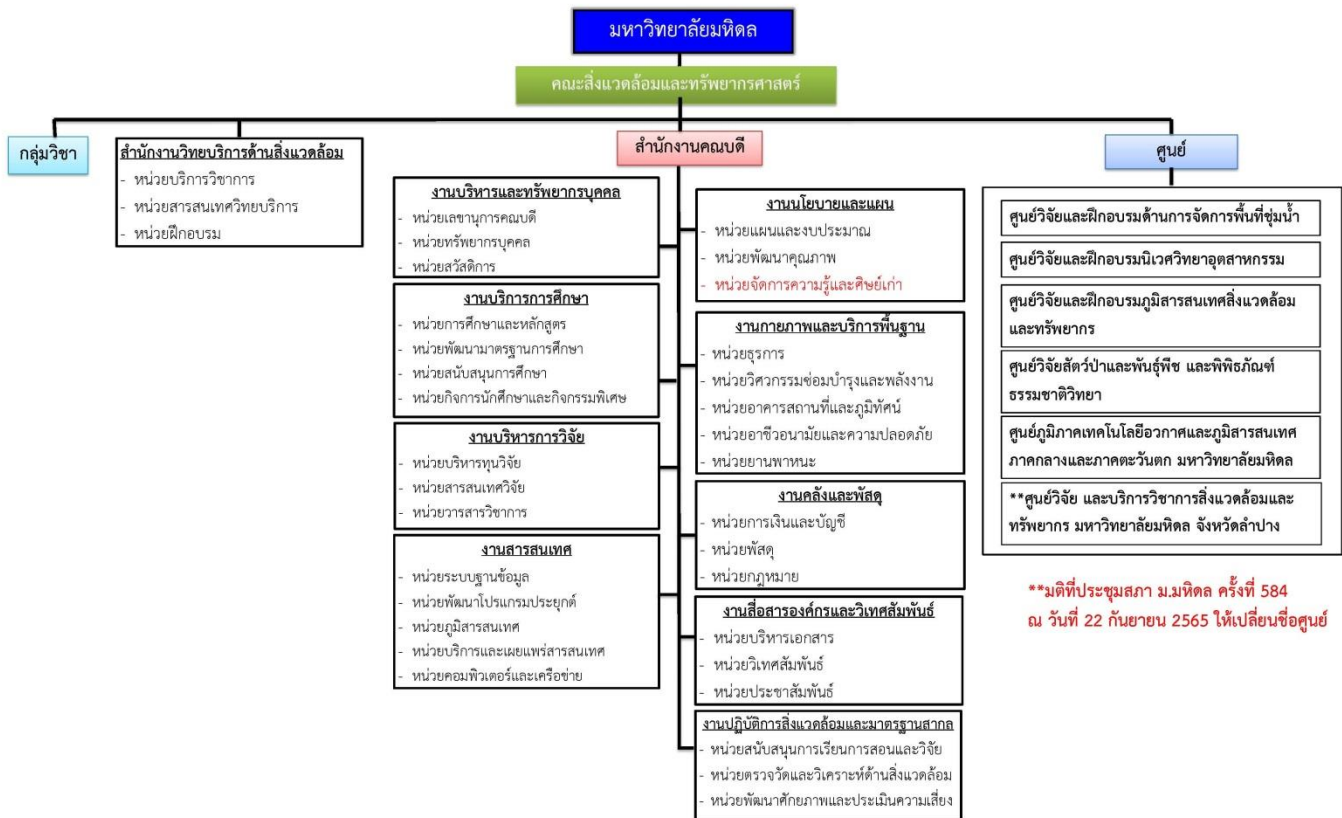 มหาวิทยาลัยมหิดล
คณะสิ่งแวดล้อมและทรัพยากรศาสตร์
กลุ่มวิชา
สำนักงานวิทยบริการด้านสิ่งแวดล้อม
- หน่วยบริการวิชาการ
- หน่วยสารสนเทศวิทยบริการ
- หน่วยฝึกอบรม
สำนักงานคณบดี
งานบริหารและทรัพยากรบุคคล
- หน่วยเลขานุการคณบดี
- หน่วยทรัพยากรบุคคล
- หน่วยสวัสดิการ
งานบริการการศึกษา
- หน่วยการศึกษาและหลักสูตร
- หน่วยพัฒนามาตรฐานการศึกษา
- หน่วยสนับสนุนการศึกษา
- หน่วยกิจการนักศึกษาและกิจกรรมพิเศษ
งานบริหารการวิจัย
- หน่วยบริหารทุนวิจัย
- หน่วยสารสนเทศวิจัย
- หน่วยวารสารวิชาการ
งานสารสนเทศ
- หน่วยระบบฐานข้อมูล
- หน่วยพัฒนาโปรแกรมประยุกต์
- หน่วยภูมิสารสนเทศ
- หน่วยบริการและเผยแพร่สารสนเทศ
- หน่วยคอมพิวเตอร์และเครือข่าย
งานนโยบายและแผน
- หน่วยแผนและงบประมาณ
- หน่วยพัฒนาคุณภาพ
- หน่วยจัดการความรู้และศิษย์เก่า
งานกายภาพและบริการพื้นฐาน
- หน่วยธุรการ
- หน่วยวิศวกรรมซ่อมบำรุงและพลังงาน
- หน่วยอาคารสถานที่และภูมิทัศน์
- หน่วยอาชีวอนามัยและความปลอดภัย
- หน่วยยานพาหนะ
งานคลังและพัสดุ
- หน่วยการเงินและบัญชี
- หน่วยพัสดุ
- หน่วยกฎหมาย
งานสื่อสารองค์กรและวิเทศสัมพันธ์
- หน่วยบริหารเอกสาร
- หน่วยวิเทศสัมพันธ์
- หน่วยประชาสัมพันธ์
งานปฏิบัติการสิ่งแวดล้อมและมาตรฐานสากล
- หน่วยสนับสนุนการเรียนการสอนและวิจัย
- หน่วยตรวจวัดและวิเคราะห์ด้านสิ่งแวดล้อม
- หน่วยพัฒนาศักยภาพและประเมินความเสี่ยง
ศูนย์
ศูนย์วิจัยและฝึกอบรมด้านการจัดการพื้นที่ชุ่มน้ำ
ศูนย์วิจัยและฝึกอบรมนิเวศวิทยาอุตสาหกรรม
ศูนย์วิจัยและฝึกอบรมภูมิสารสนเทศสิ่งแวดล้อม
และทรัพยากร
ศูนย์วิจัยสัตว์ป่าและพันธุ์พืช และพิพิธภัณฑ์
ธรรมชาติวิทยา
ศูนย์ภูมิภาคเทคโนโลยีอวกาศและภูมิสารสนเทศ
ภาคกลางและภาคตะวันตก มหาวิทยาลัยมหิดล
**ศูนย์วิจัย และบริการวิชาการสิ่งแวดล้อมและ
ทรัพยากร มหาวิทยาลัยมหิดล จังหวัดลำปาง
**มติที่ประชุมสภา ม.มหิดล ครั้งที่ 584
ณ วันที่ 22 กันยายน 2565 ให้เปลี่ยนชื่อศูนย์